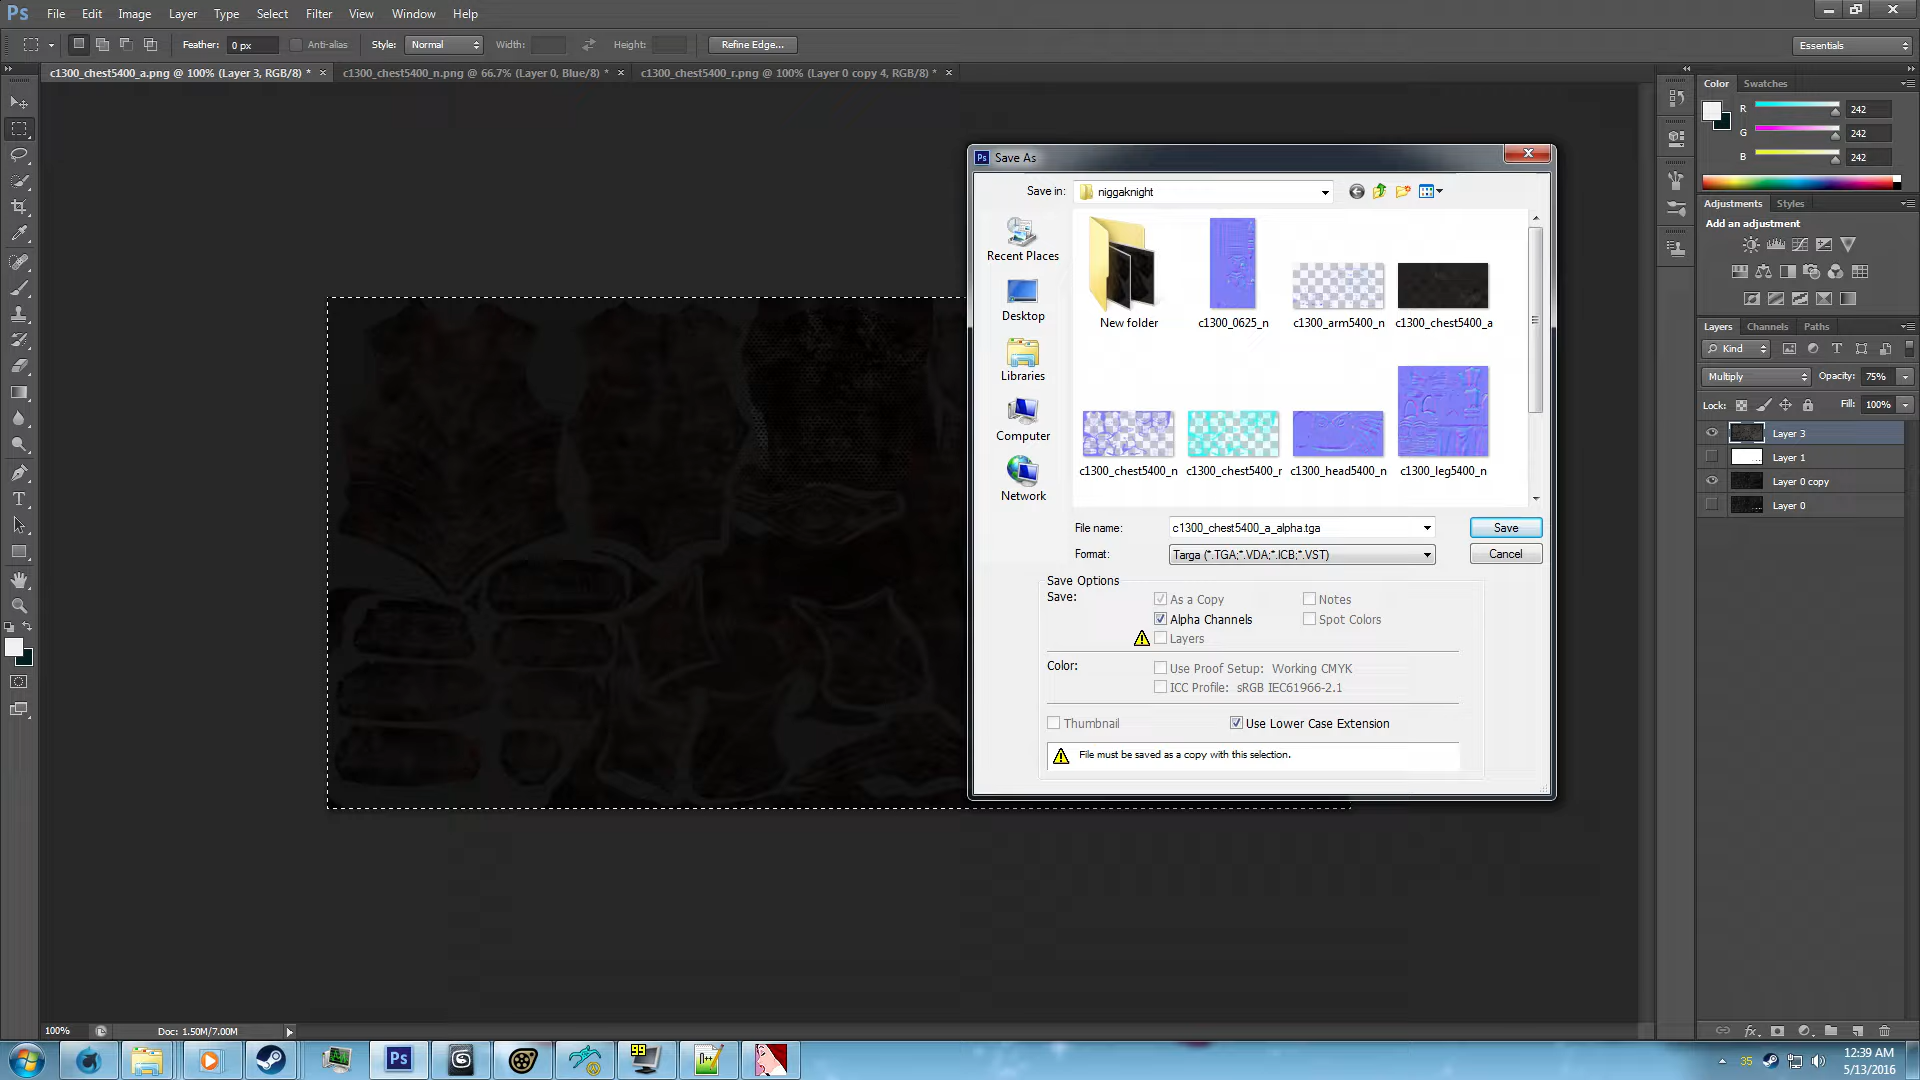 Ps File Edit Image Layer Type Select Filter View Window Help
Feather: 0 px Anti-alias Style: Normal Width: Height: Refine Edge... Essentials
c1300_chest5400_a.png @ 100% (Layer 3, RGB/8) * c1300_chest5400_n.png @ 66.7% (Layer 0, Blue/8) * c1300_chest5400_r.png @ 100% (Layer 0 copy 4, RGB/8) *
Color Swatches
R 242
G 242
B 242
Adjustments Styles
Add an adjustment
Layers Channels Paths
Kind
Multiply Opacity: 75%
Lock: Fill: 100%
Layer 3
Layer 1
Layer 0 copy
Layer 0
Ps Save As
Save in: niggaknight
Recent Places
Desktop
Libraries
Computer
Network
New folder c1300_0625_n c1300_arm5400_n c1300_chest5400_a
c1300_chest5400_n c1300_chest5400_r c1300_head5400_n c1300_leg5400_n
File name: c1300_chest5400_a_alpha.tga Save
Format: Targa (*.TGA;*.VDA;*.ICB;*.VST) Cancel
Save Options
Save: As a Copy Notes
Alpha Channels Spot Colors
Layers
Color: Use Proof Setup: Working CMYK
ICC Profile: sRGB IEC61966-2.1
Thumbnail Use Lower Case Extension
File must be saved as a copy with this selection.
100% Doc: 1.50M/7.00M
Ps 99 n++ 35 12:39 AM
5/13/2016